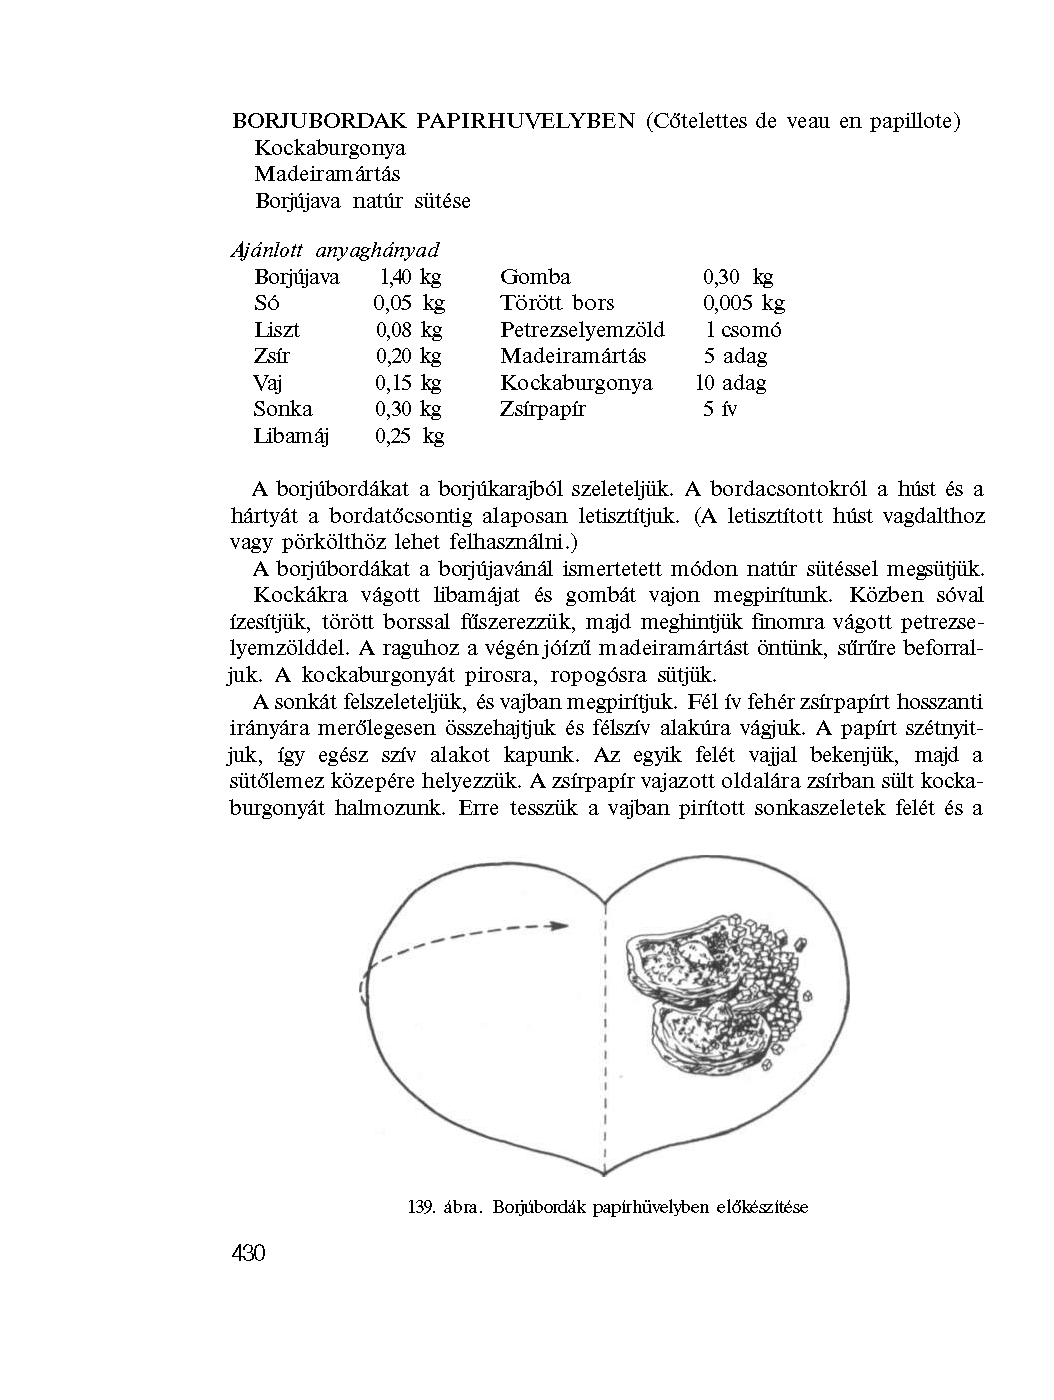 BORJUBORDAK PAPIRHUVELYBEN (Cőtelettes de veau en papillote)
Kockaburgonya
Madeiramártás
Borjújava natúr sütése
Ajánlott anyaghányad
Borjújava 1,40 kg Gomba 0,30 kg
Só 0,05 kg Törött bors 0,005 kg
Liszt 0,08 kg Petrezselyemzöld 1 csomó
Zsír 0,20 kg Madeiramártás 5 adag
Vaj 0,15 kg Kockaburgonya 10 adag
Sonka 0,30 kg Zsírpapír 5 ív
Libamáj 0,25 kg
A borjúbordákat a borjúkarajból szeleteljük. A bordacsontokról a húst és a
hártyát a bordatőcsontig alaposan letisztítjuk. (A letisztított húst vagdalthoz
vagy pörkölthöz lehet felhasználni.)
A borjúbordákat a borjújavánál ismertetett módon natúr sütéssel megsütjük.
Kockákra vágott libamájat és gombát vajon megpirítunk. Közben sóval
ízesítjük, törött borssal fűszerezzük, majd meghintjük finomra vágott petrezse-
lyemzölddel. A raguhoz a végén jóízű madeiramártást öntünk, sűrűre beforral-
juk. A kockaburgonyát pirosra, ropogósra sütjük.
A sonkát felszeleteljük, és vajban megpirítjuk. Fél ív fehér zsírpapírt hosszanti
irányára merőlegesen összehajtjuk és félszív alakúra vágjuk. A papírt szétnyit-
juk, így egész szív alakot kapunk. Az egyik felét vajjal bekenjük, majd a
sütőlemez közepére helyezzük. A zsírpapír vajazott oldalára zsírban sült kocka-
burgonyát halmozunk. Erre tesszük a vajban pirított sonkaszeletek felét és a
139. ábra. Borjúbordák papírhüvelyben előkészítése
430